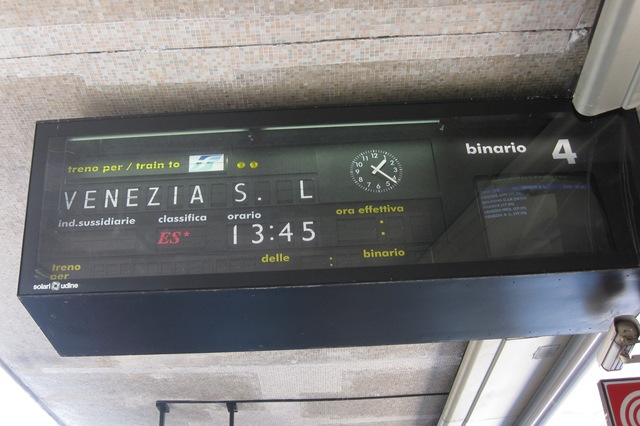 binario 4
treno per / train to
VENEZIA S. L
ind.sussidiarie classifica orario ora effettiva
ES* 13:45 :
delle : binario
treno
per
solari udine
12